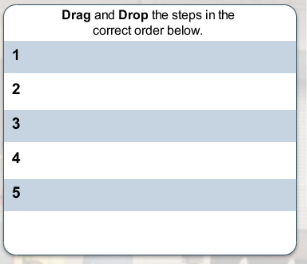 Drag and Drop the steps in the
correct order below.
1
2
3
4
5